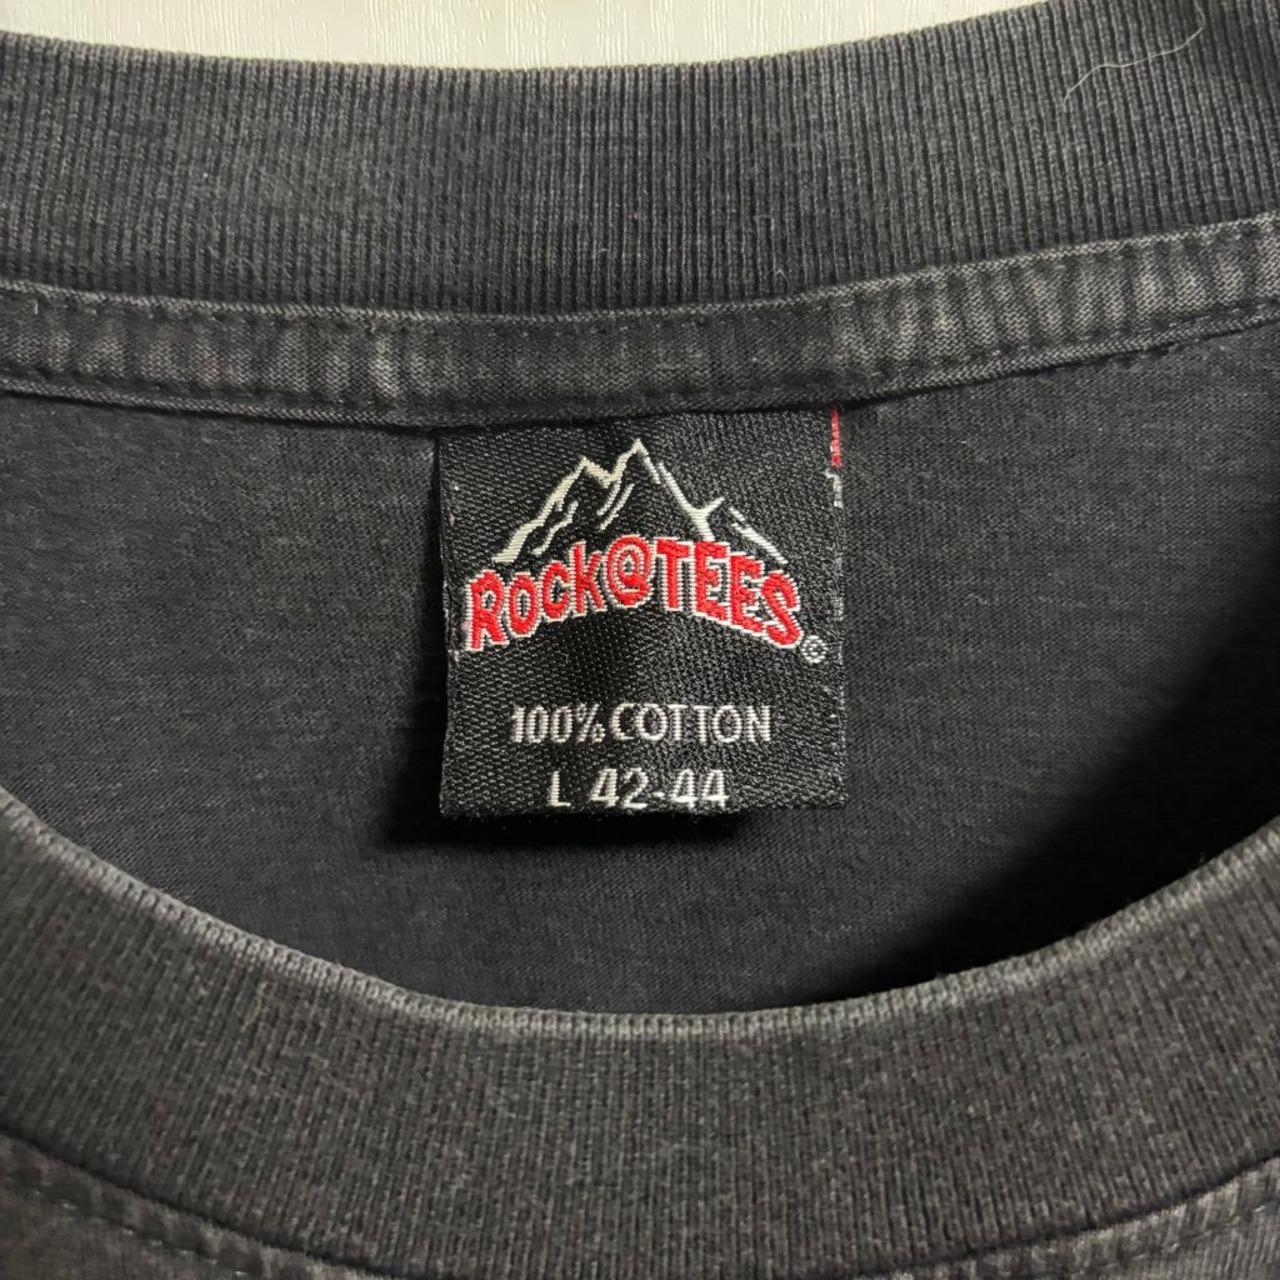 ROCK@TEES
©
100% COTTON
L 42-44